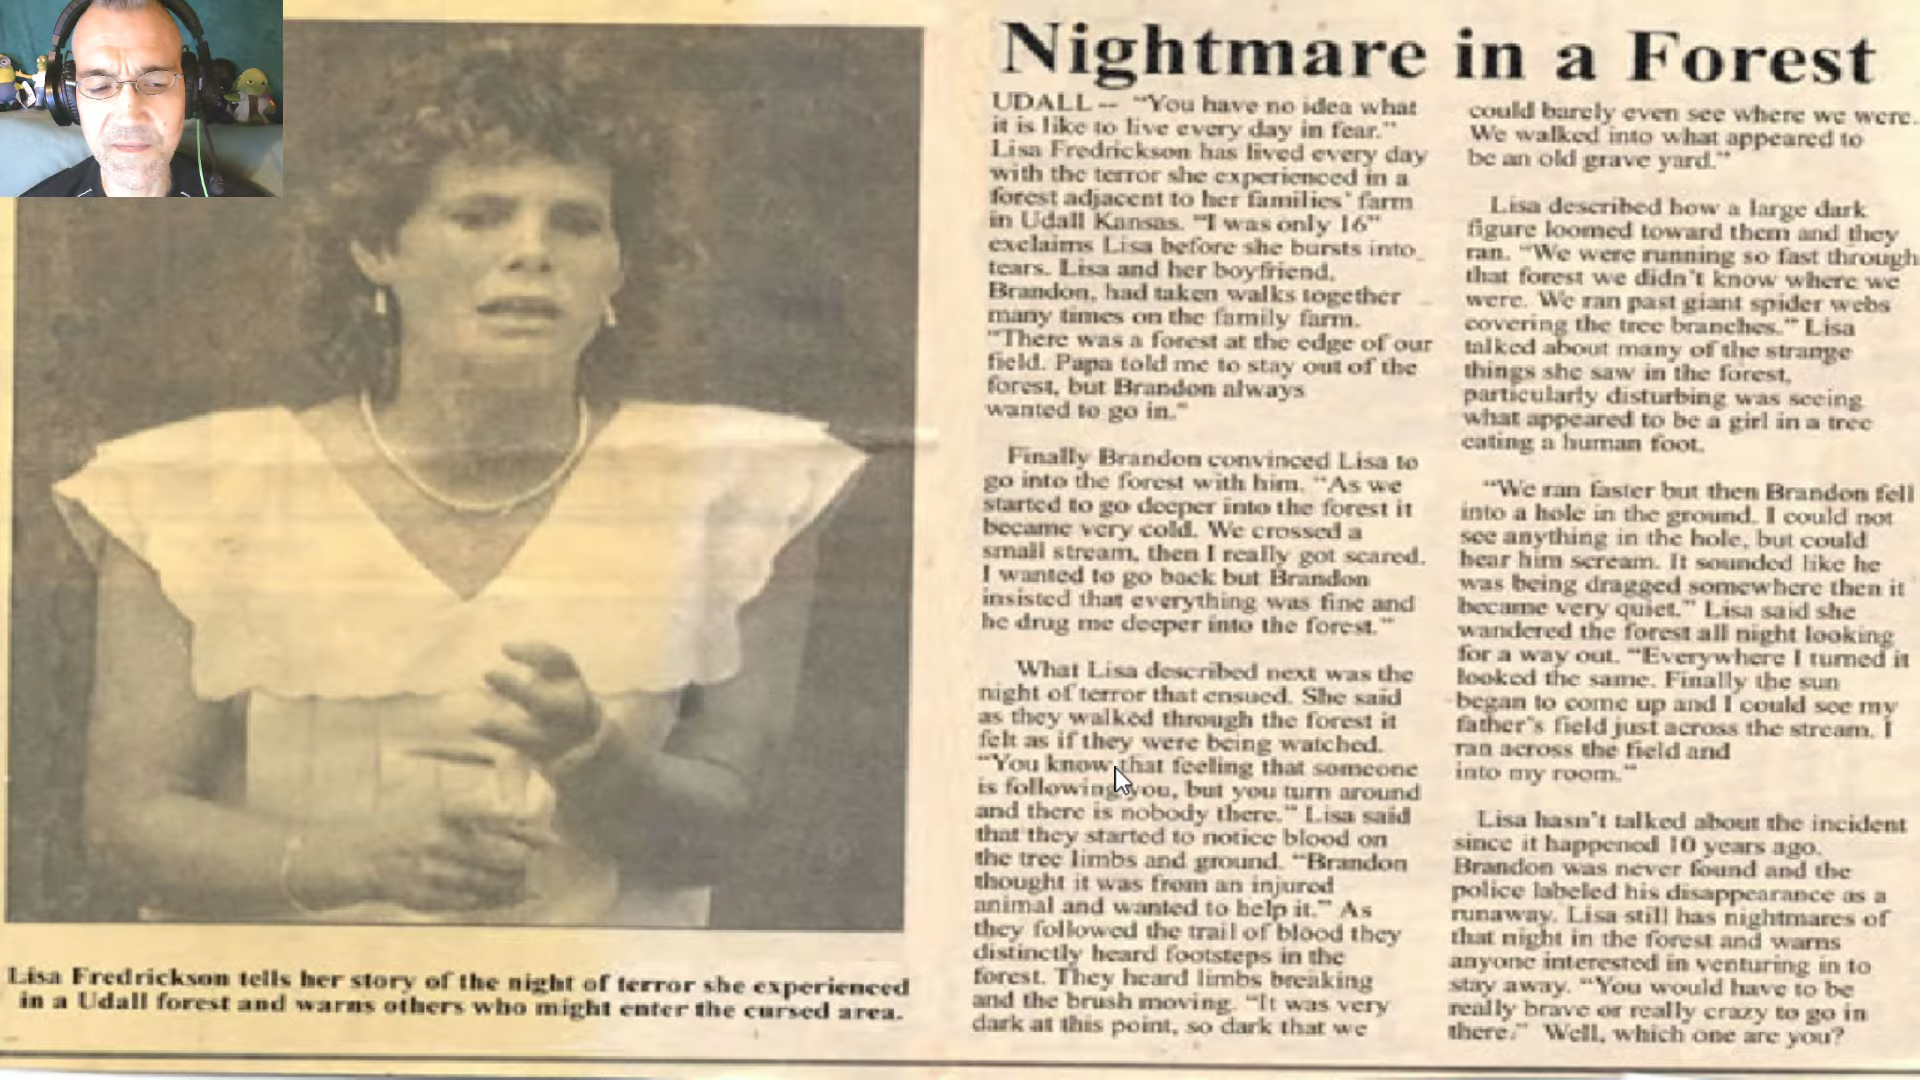 Nightmare in a Forest
UDALL -- "You have no idea what
it is like to live every day in fear."
Lisa Fredrickson has lived every day
with the terror she experienced in a
forest adjacent to her families' farm
in Udall Kansas. "I was only 16"
exclaims Lisa before she bursts into
tears. Lisa and her boyfriend,
Brandon, had taken walks together
many times on the family farm.
"There was a forest at the edge of our
field. Papa told me to stay out of the
forest, but Brandon always
wanted to go in."
Finally Brandon convinced Lisa to
go into the forest with him. "As we
started to go deeper into the forest it
became very cold. We crossed a
small stream, then I really got scared.
I wanted to go back but Brandon
insisted that everything was fine and
he drug me deeper into the forest."
What Lisa described next was the
night of terror that ensued. She said
as they walked through the forest it
felt as if they were being watched.
"You know that feeling that someone
is following you, but you turn around
and there is nobody there." Lisa said
that they started to notice blood on
the tree limbs and ground. "Brandon
thought it was from an injured
animal and wanted to help it." As
they followed the trail of blood they
distinctly heard footsteps in the
forest. They heard limbs breaking
and the brush moving. "It was very
dark at this point, so dark that we
could barely even see where we were.
We walked into what appeared to
be an old grave yard."
Lisa described how a large dark
figure loomed toward them and they
ran. "We were running so fast through
that forest we didn't know where we
were. We ran past giant spider webs
covering the tree branches." Lisa
talked about many of the strange
things she saw in the forest,
particularly disturbing was seeing
what appeared to be a girl in a tree
eating a human foot.
"We ran faster but then Brandon fell
into a hole in the ground. I could not
see anything in the hole, but could
hear him scream. It sounded like he
was being dragged somewhere then it
became very quiet." Lisa said she
wandered the forest all night looking
for a way out. "Everywhere I turned it
looked the same. Finally the sun
began to come up and I could see my
father's field just across the stream. I
ran across the field and
into my room."
Lisa hasn't talked about the incident
since it happened 10 years ago.
Brandon was never found and the
police labeled his disappearance as a
runaway. Lisa still has nightmares of
that night in the forest and warns
anyone interested in venturing in to
stay away. "You would have to be
really brave or really crazy to go in
there." Well, which one are you?
Lisa Fredrickson tells her story of the night of terror she experienced
in a Udall forest and warns others who might enter the cursed area.